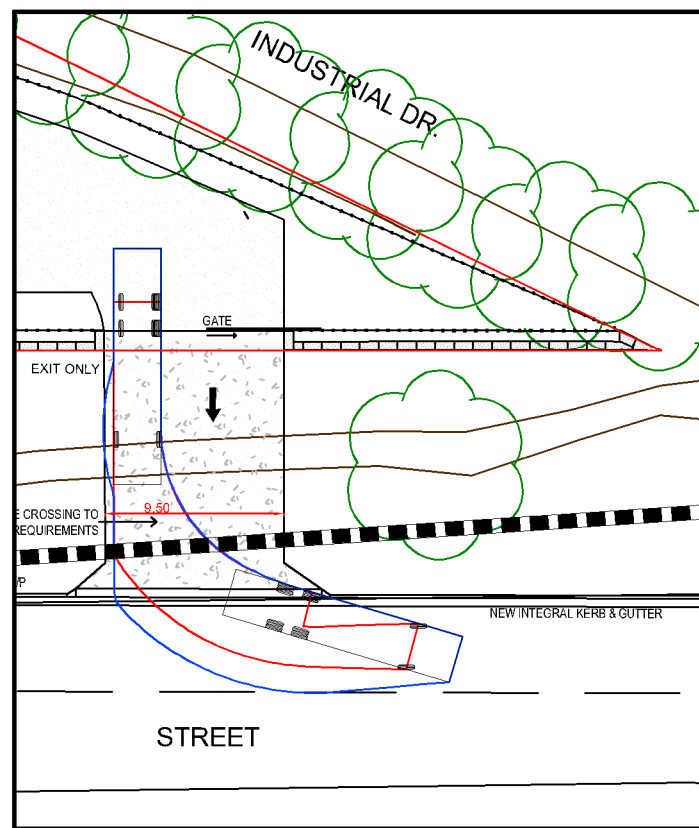 INDUSTRIAL DR.
GATE
EXIT ONLY
9.50
E CROSSING TO
REQUIREMENTS
NEW INTEGRAL KERB & GUTTER
STREET